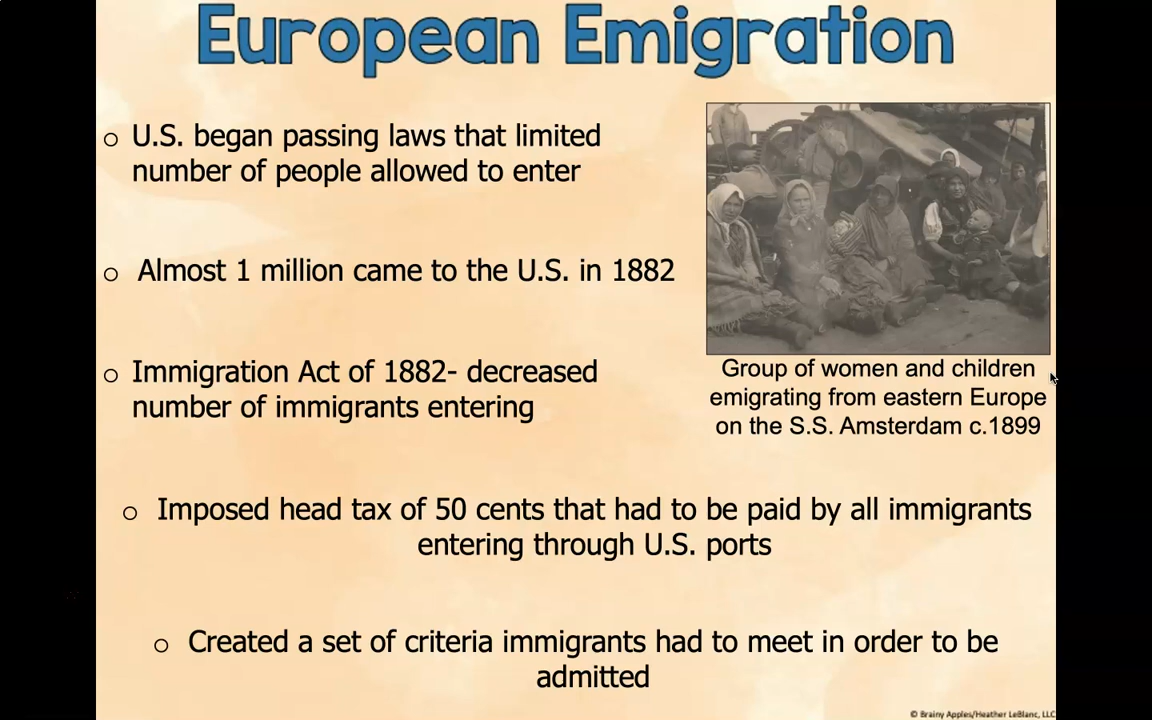 European Emigration
o U.S. began passing laws that limited
number of people allowed to enter
o Almost 1 million came to the U.S. in 1882
o Immigration Act of 1882- decreased
number of immigrants entering
Group of women and children
emigrating from eastern Europe
on the S.S. Amsterdam c.1899
o Imposed head tax of 50 cents that had to be paid by all immigrants
entering through U.S. ports
o Created a set of criteria immigrants had to meet in order to be
admitted
© Brainy Apples/Heather LeBlanc, LLC